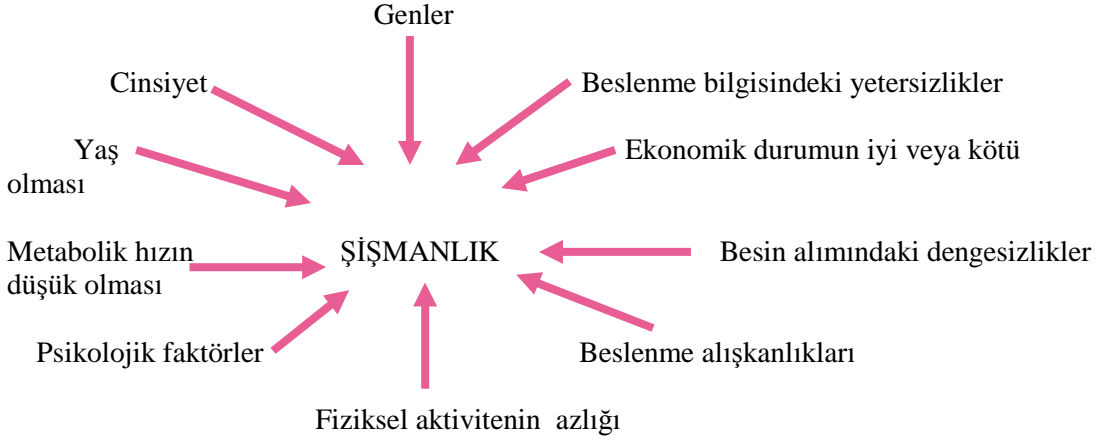 Genler
Cinsiyet
Beslenme bilgisindeki yetersizlikler
Yaş
Ekonomik durumun iyi veya kötü
olması
Metabolik hızın
düşük olması
ŞİŞMANLIK
Besin alımındaki dengesizlikler
Psikolojik faktörler
Beslenme alışkanlıkları
Fiziksel aktivitenin azlığı